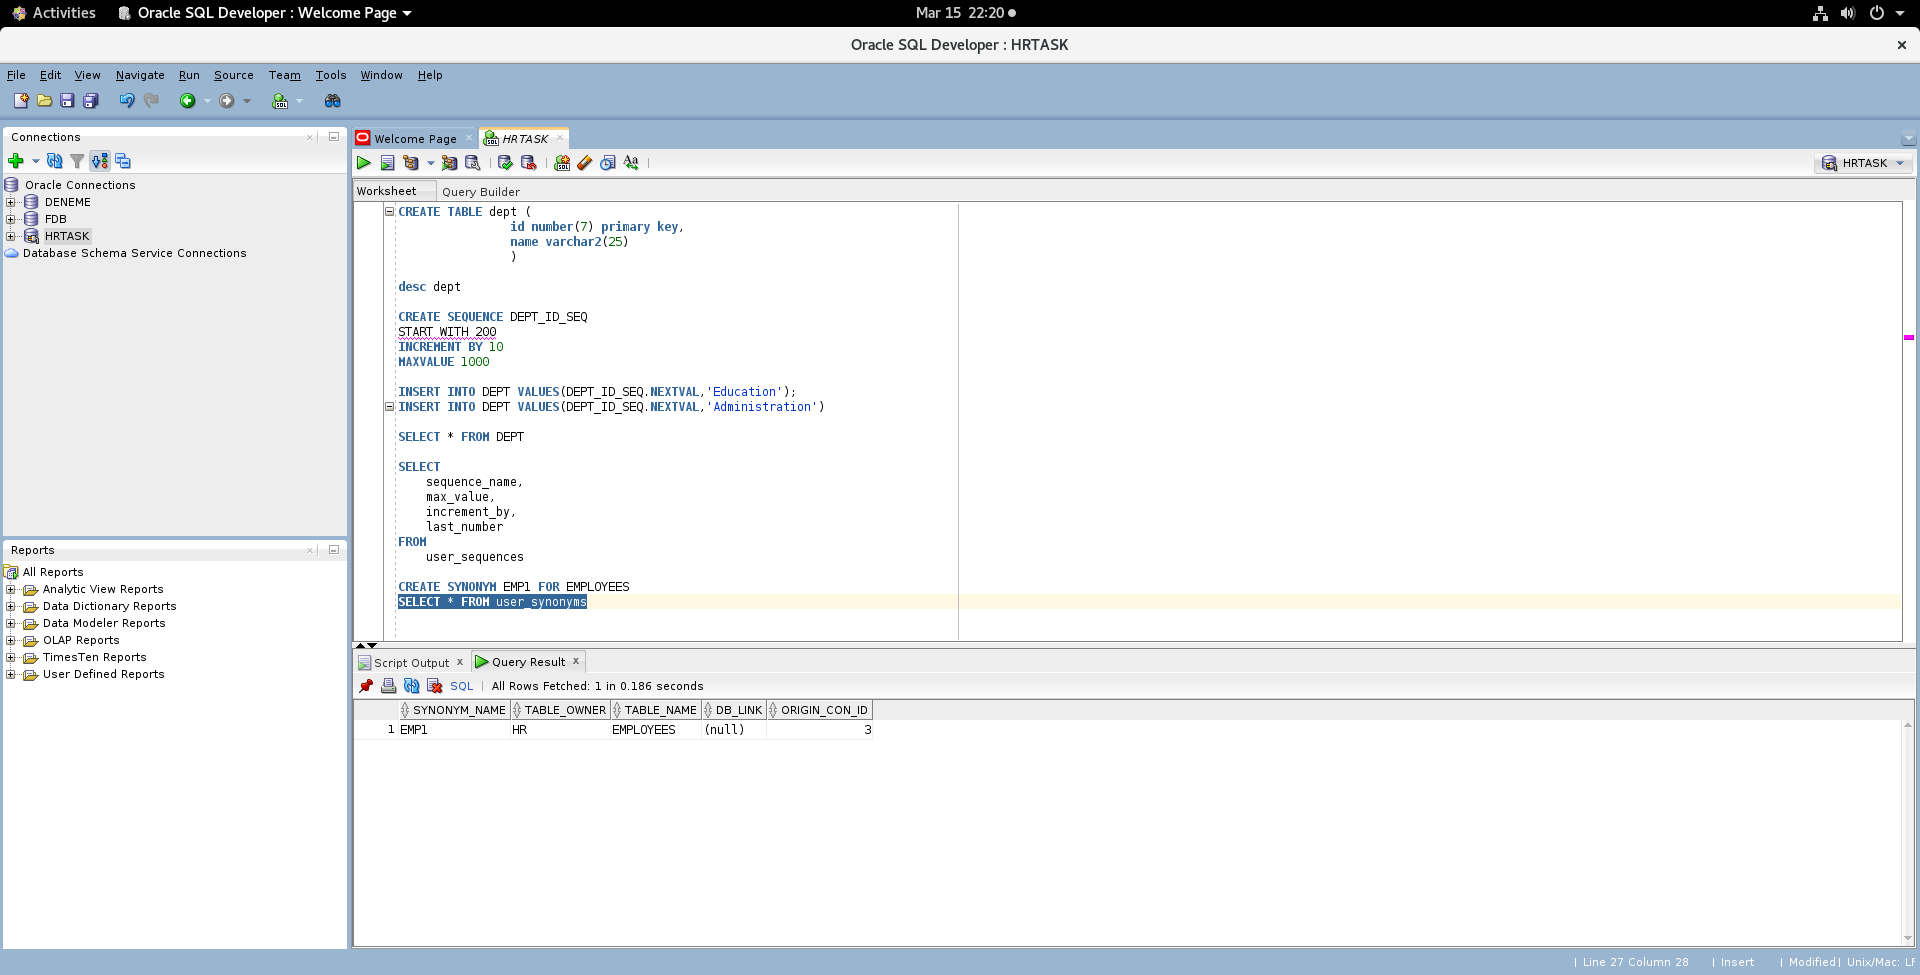 Activities
Oracle SQL Developer : Welcome Page
Mar 15 22:20
Oracle SQL Developer : HRTASK
File Edit View Navigate Run Source Team Tools Window Help
Connections
Oracle Connections
DENEME
FDB
HRTASK
Database Schema Service Connections
Reports
All Reports
Analytic View Reports
Data Dictionary Reports
Data Modeler Reports
OLAP Reports
TimesTen Reports
User Defined Reports
Welcome Page
HRTASK
HRTASK
Worksheet Query Builder
CREATE TABLE dept (
id number(7) primary key,
name varchar2(25)
)
desc dept
CREATE SEQUENCE DEPT_ID_SEQ
START WITH 200
INCREMENT BY 10
MAXVALUE 1000
INSERT INTO DEPT VALUES(DEPT_ID_SEQ.NEXTVAL,'Education');
INSERT INTO DEPT VALUES(DEPT_ID_SEQ.NEXTVAL,'Administration')
SELECT * FROM DEPT
SELECT
sequence_name,
max_value,
increment_by,
last_number
FROM
user_sequences
CREATE SYNONYM EMP1 FOR EMPLOYEES
SELECT * FROM user_synonyms
Script Output x Query Result x
SQL | All Rows Fetched: 1 in 0.186 seconds
SYNONYM_NAME TABLE_OWNER TABLE_NAME DB_LINK ORIGIN_CON_ID
1 EMP1 HR EMPLOYEES (null) 3
| Line 27 Column 28 | Insert | Modified | Unix/Mac: LF